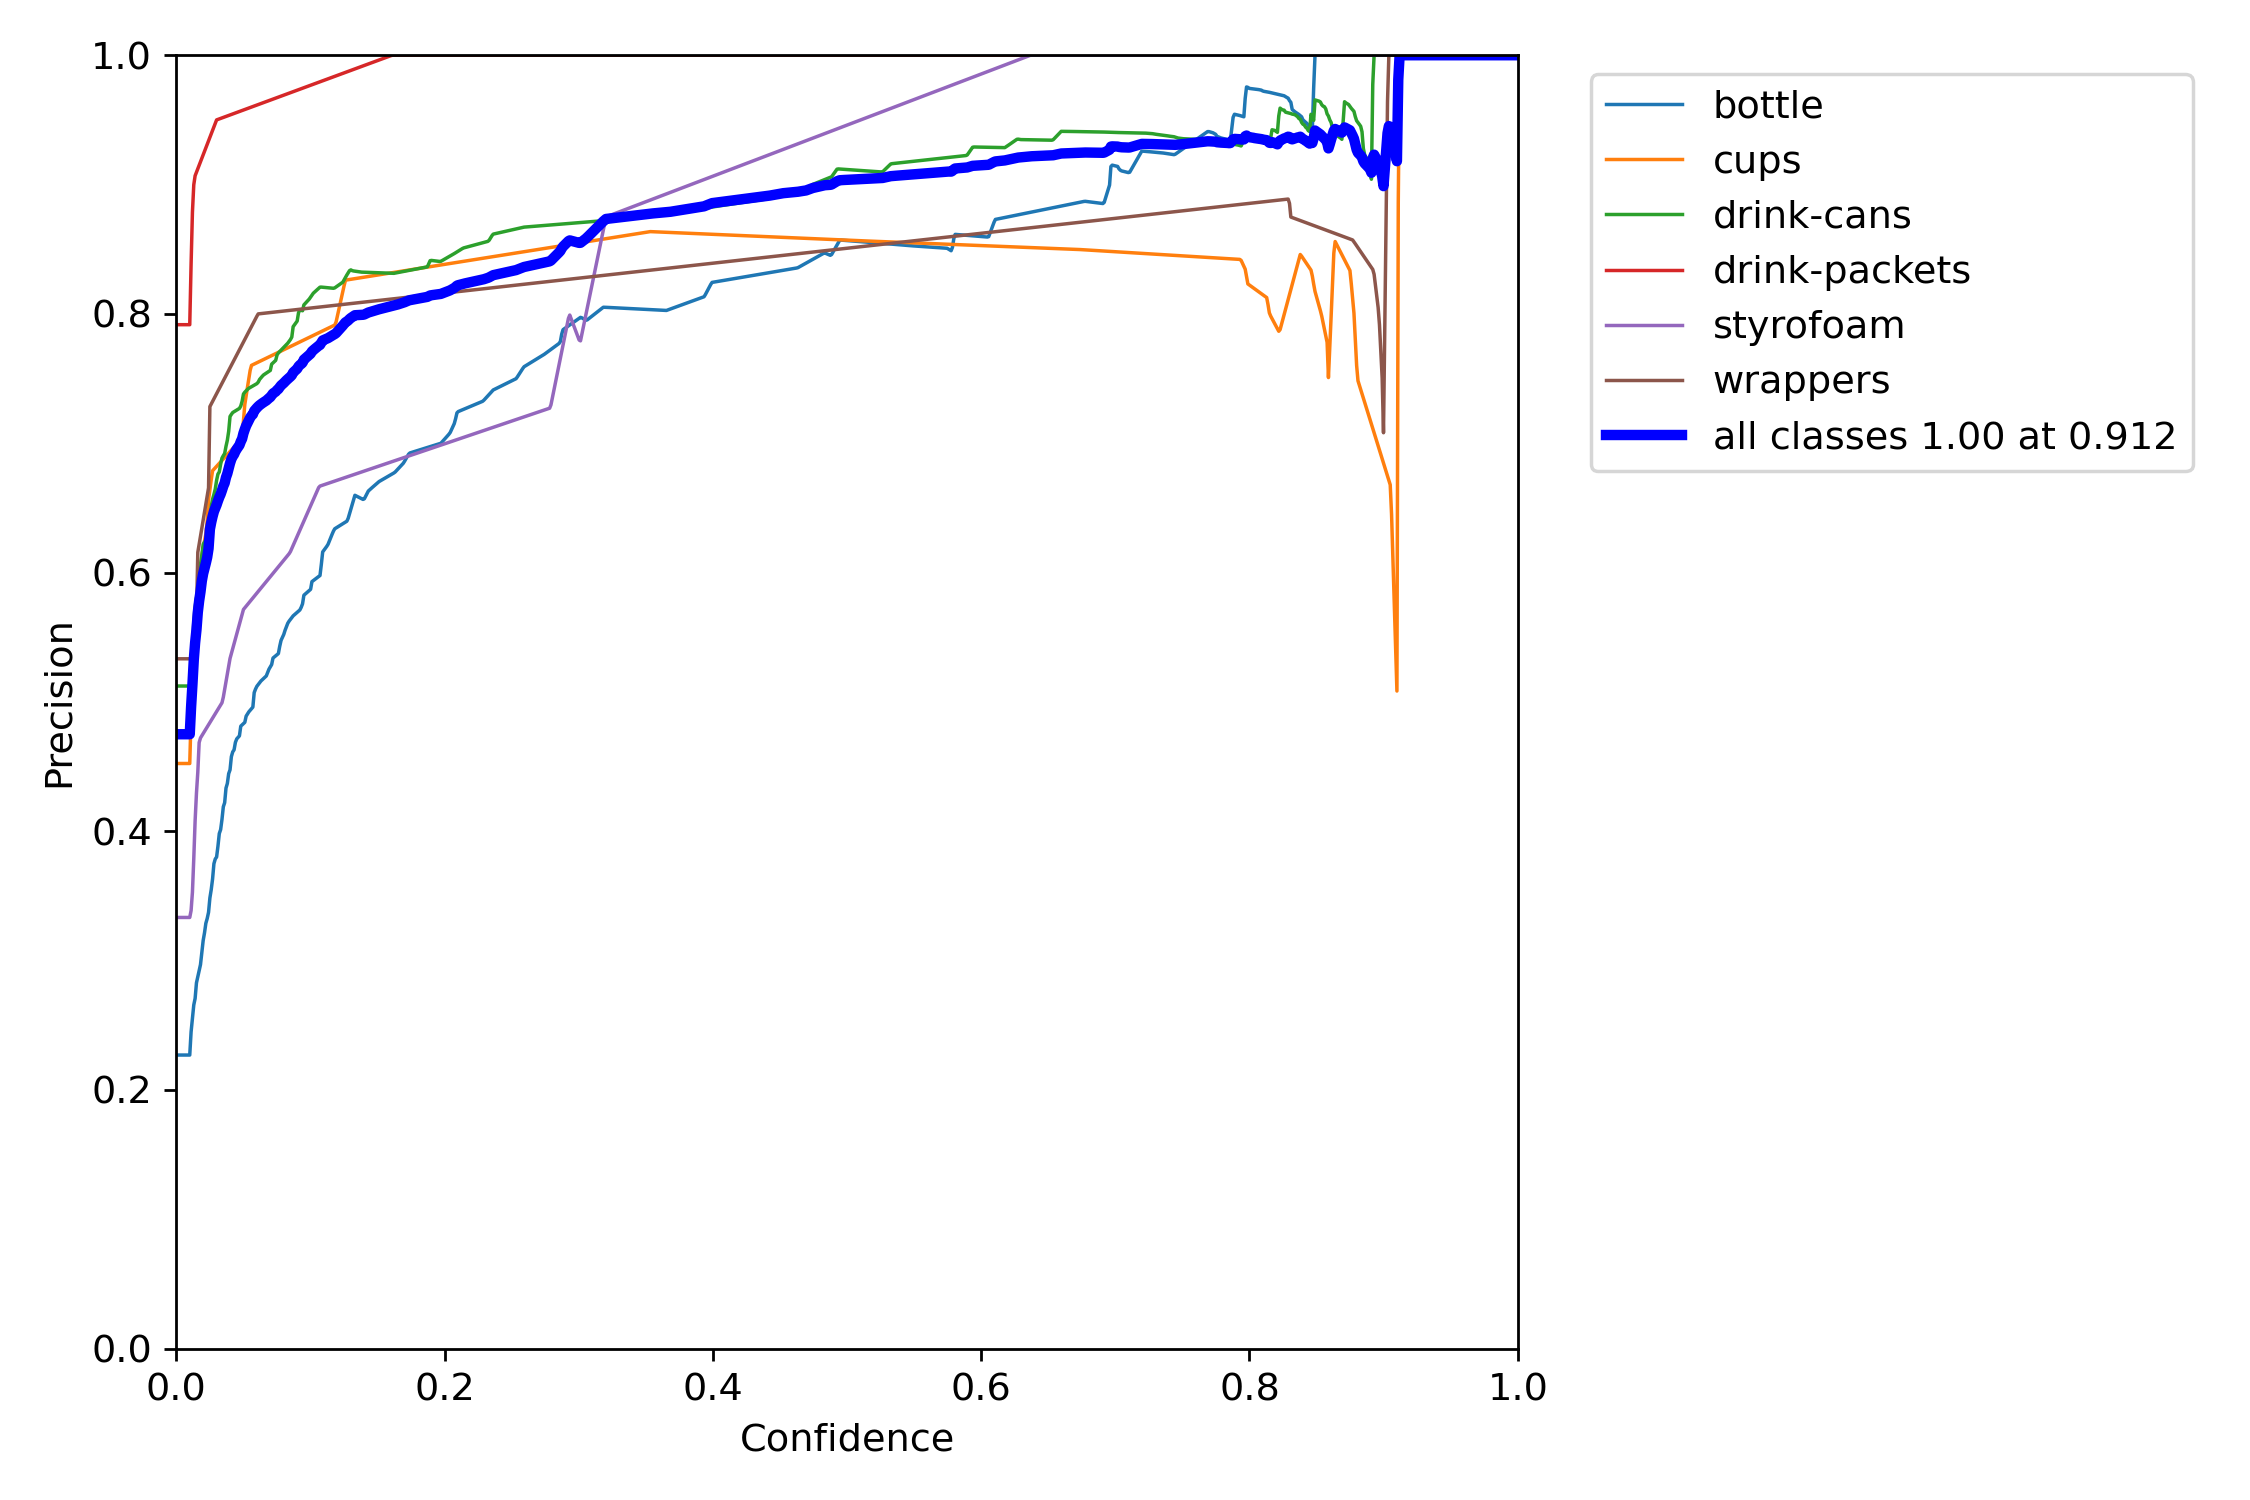 1.0
0.8
0.6
0.4
0.2
0.0
Precision
0.0 0.2 0.4 0.6 0.8 1.0
Confidence
bottle
cups
drink-cans
drink-packets
styrofoam
wrappers
all classes 1.00 at 0.912